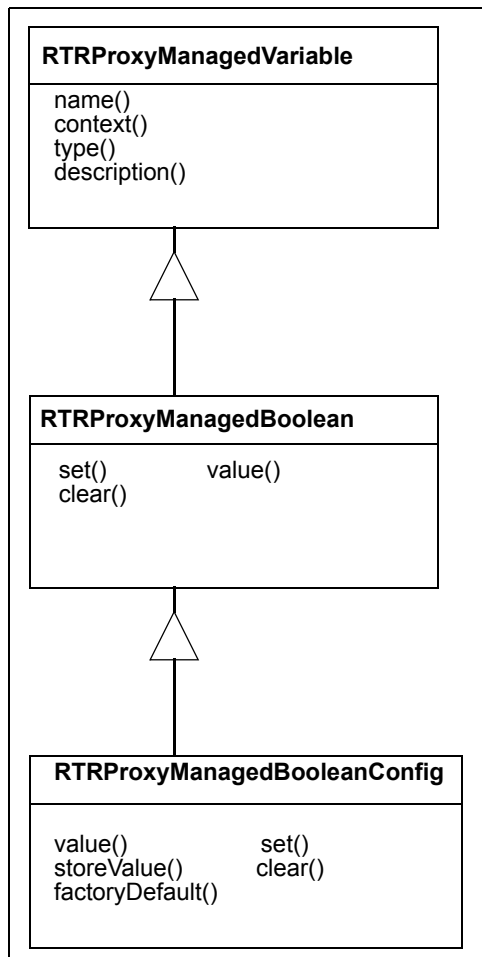 RTRProxyManagedVariable
name()
context()
type()
description()
RTRProxyManagedBoolean
set() value()
clear()
RTRProxyManagedBooleanConfig
value() set()
storeValue() clear()
factoryDefault()